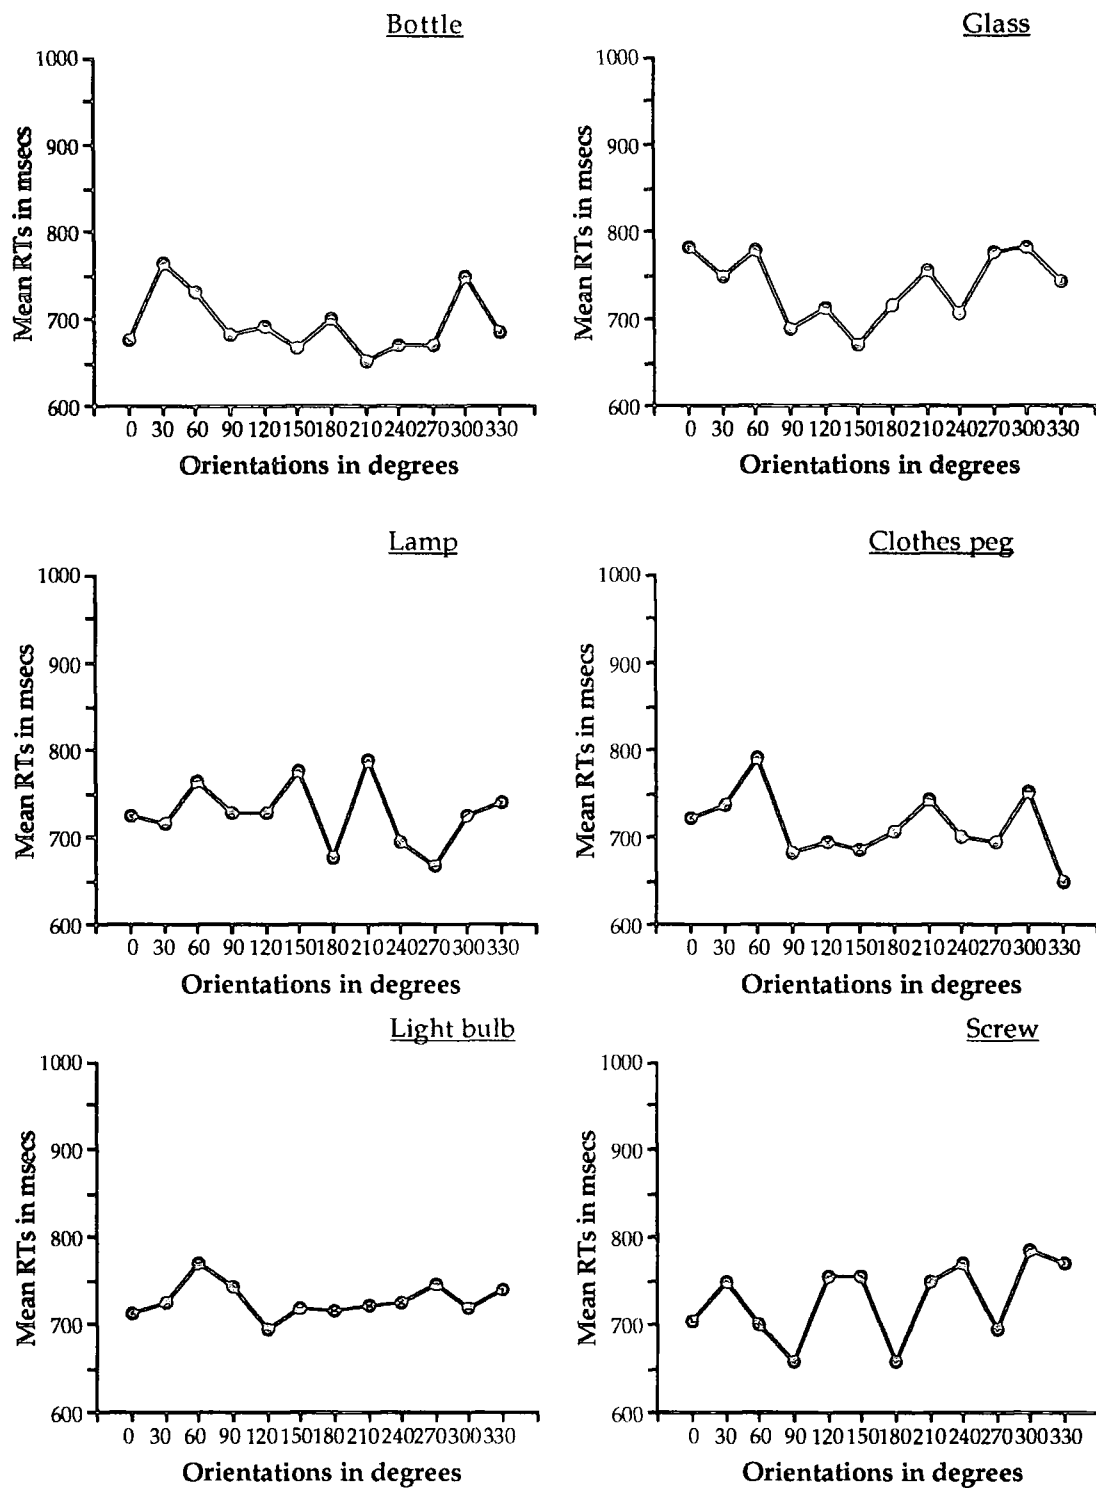 Bottle
1000
900
800
700
600
Mean RTs in msecs
0 30 60 90 120 150 180 210 240 270 300 330
Orientations in degrees
Glass
1000
900
800
700
600
Mean RTs in msecs
0 30 60 90 120 150 180 210 240 270 300 330
Orientations in degrees
Lamp
1000
900
800
700
600
Mean RTs in msecs
0 30 60 90 120 150 180 210 240 270 300 330
Orientations in degrees
Clothes peg
1000
900
800
700
600
Mean RTs in msecs
0 30 60 90 120 150 180 210 240 270 300 330
Orientations in degrees
Light bulb
1000
900
800
700
600
Mean RTs in msecs
0 30 60 90 120 150 180 210 240 270 300 330
Orientations in degrees
Screw
1000
900
800
700
600
Mean RTs in msecs
0 30 60 90 120 150 180 210 240 270 300 330
Orientations in degrees